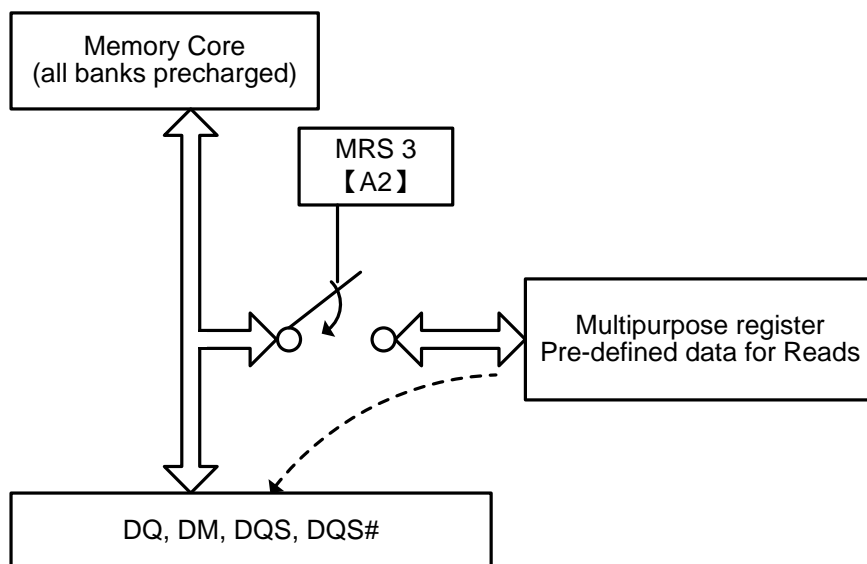 Memory Core
(all banks precharged)
MRS 3
【A2】
Multipurpose register
Pre-defined data for Reads
DQ, DM, DQS, DQS#